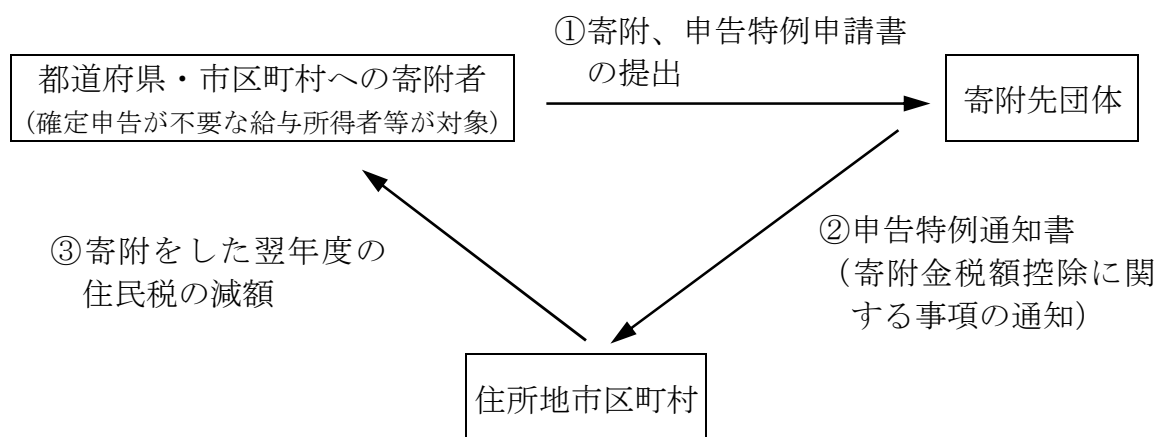 ①寄附、申告特例申請書
の提出
都道府県・市区町村への寄附者
（確定申告が不要な給与所得者等が対象）
寄附先団体
③寄附をした翌年度の
住民税の減額
②申告特例通知書
（寄附金税額控除に関
する事項の通知）
住所地市区町村